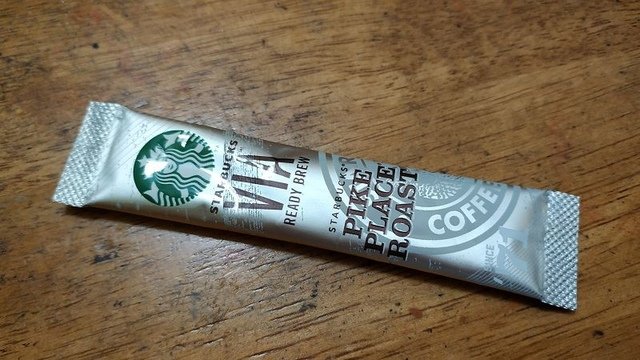 STARBUCKS
VIA
READY BREW
STARBUCKS
PIKE
PLACE
ROAST
COFFEE